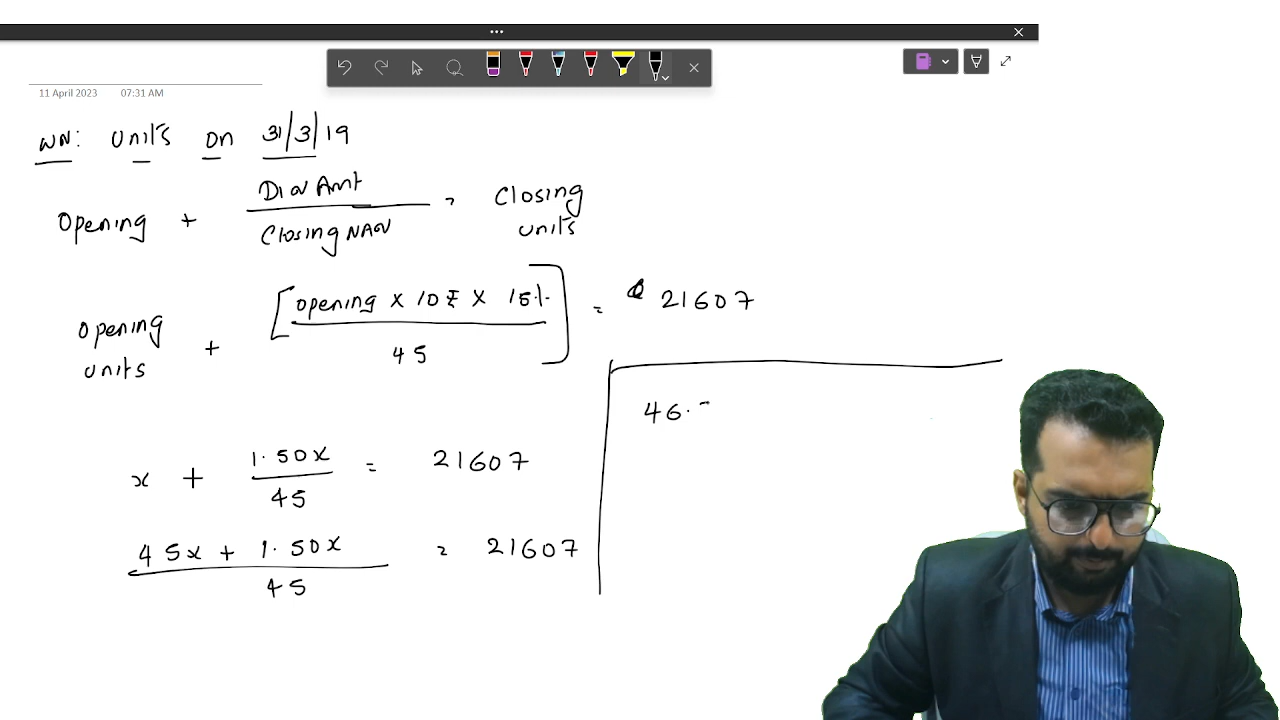 11 April 2023 07:31 AM
WN: Units on 31/3/19
Opening + Div Amt / Closing NAV = Closing units
Opening units + [opening X 10 ₹ X 15% / 45] = 21607
x + 1.50x / 45 = 21607
45x + 1.50x / 45 = 21607
46.